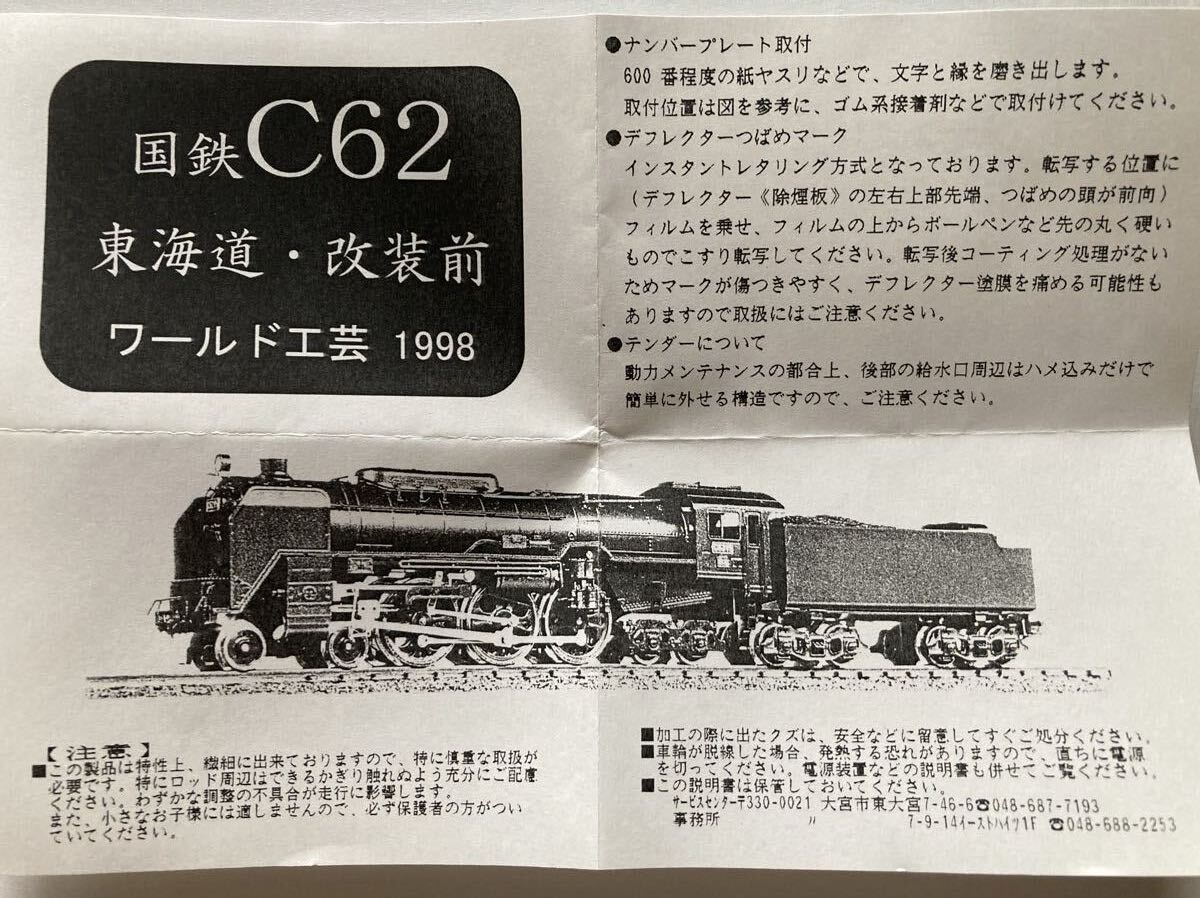 国鉄C62
東海道・改装前
ワールド工芸 1998
●ナンバープレート取付
600番程度の紙ヤスリなどで、文字と縁を磨き出します。
取付位置は図を参考に、ゴム系接着剤などで取付けてください。
●デフレクターつばめマーク
インスタントレタリング方式となっております。転写する位置に
(デフレクター《除煙板》の左右上部先端、つばめの頭が前向)
フィルムを乗せ、フィルムの上からボールペンなど先の丸く硬い
ものでこすり転写してください。転写後コーティング処理がない
ためマークが傷つきやすく、デフレクター塗膜を痛める可能性も
ありますので取扱にはご注意ください。
●テンダーについて
動力メンテナンスの都合上、後部の給水口周辺はハメ込みだけで
簡単に外せる構造ですので、ご注意ください。
【注意】
■この製品は特性上、繊細に出来ておりますので、特に慎重な取扱が
必要です。特にロッド周辺はできるかぎり触れぬよう充分にご配慮
ください。わずかな調整の不具合が走行に影響します。
また、小さなお子様には適しませんので、必ず保護者の方がつい
ていてください。
■加工の際に出たクズは、安全などに留意してすぐご処分ください。
■車輪が脱線した場合、発熱する恐れがありますので、直ちに電源
を切ってください。電源装置などの説明書も併せてご覧ください。
■この説明書は保管しておいてください。
サービスセンター〒330-0021 大宮市東大宮7-46-6☎048-687-7193
事務所 〃 7-9-14イーストハイツ1F ☎048-688-2253